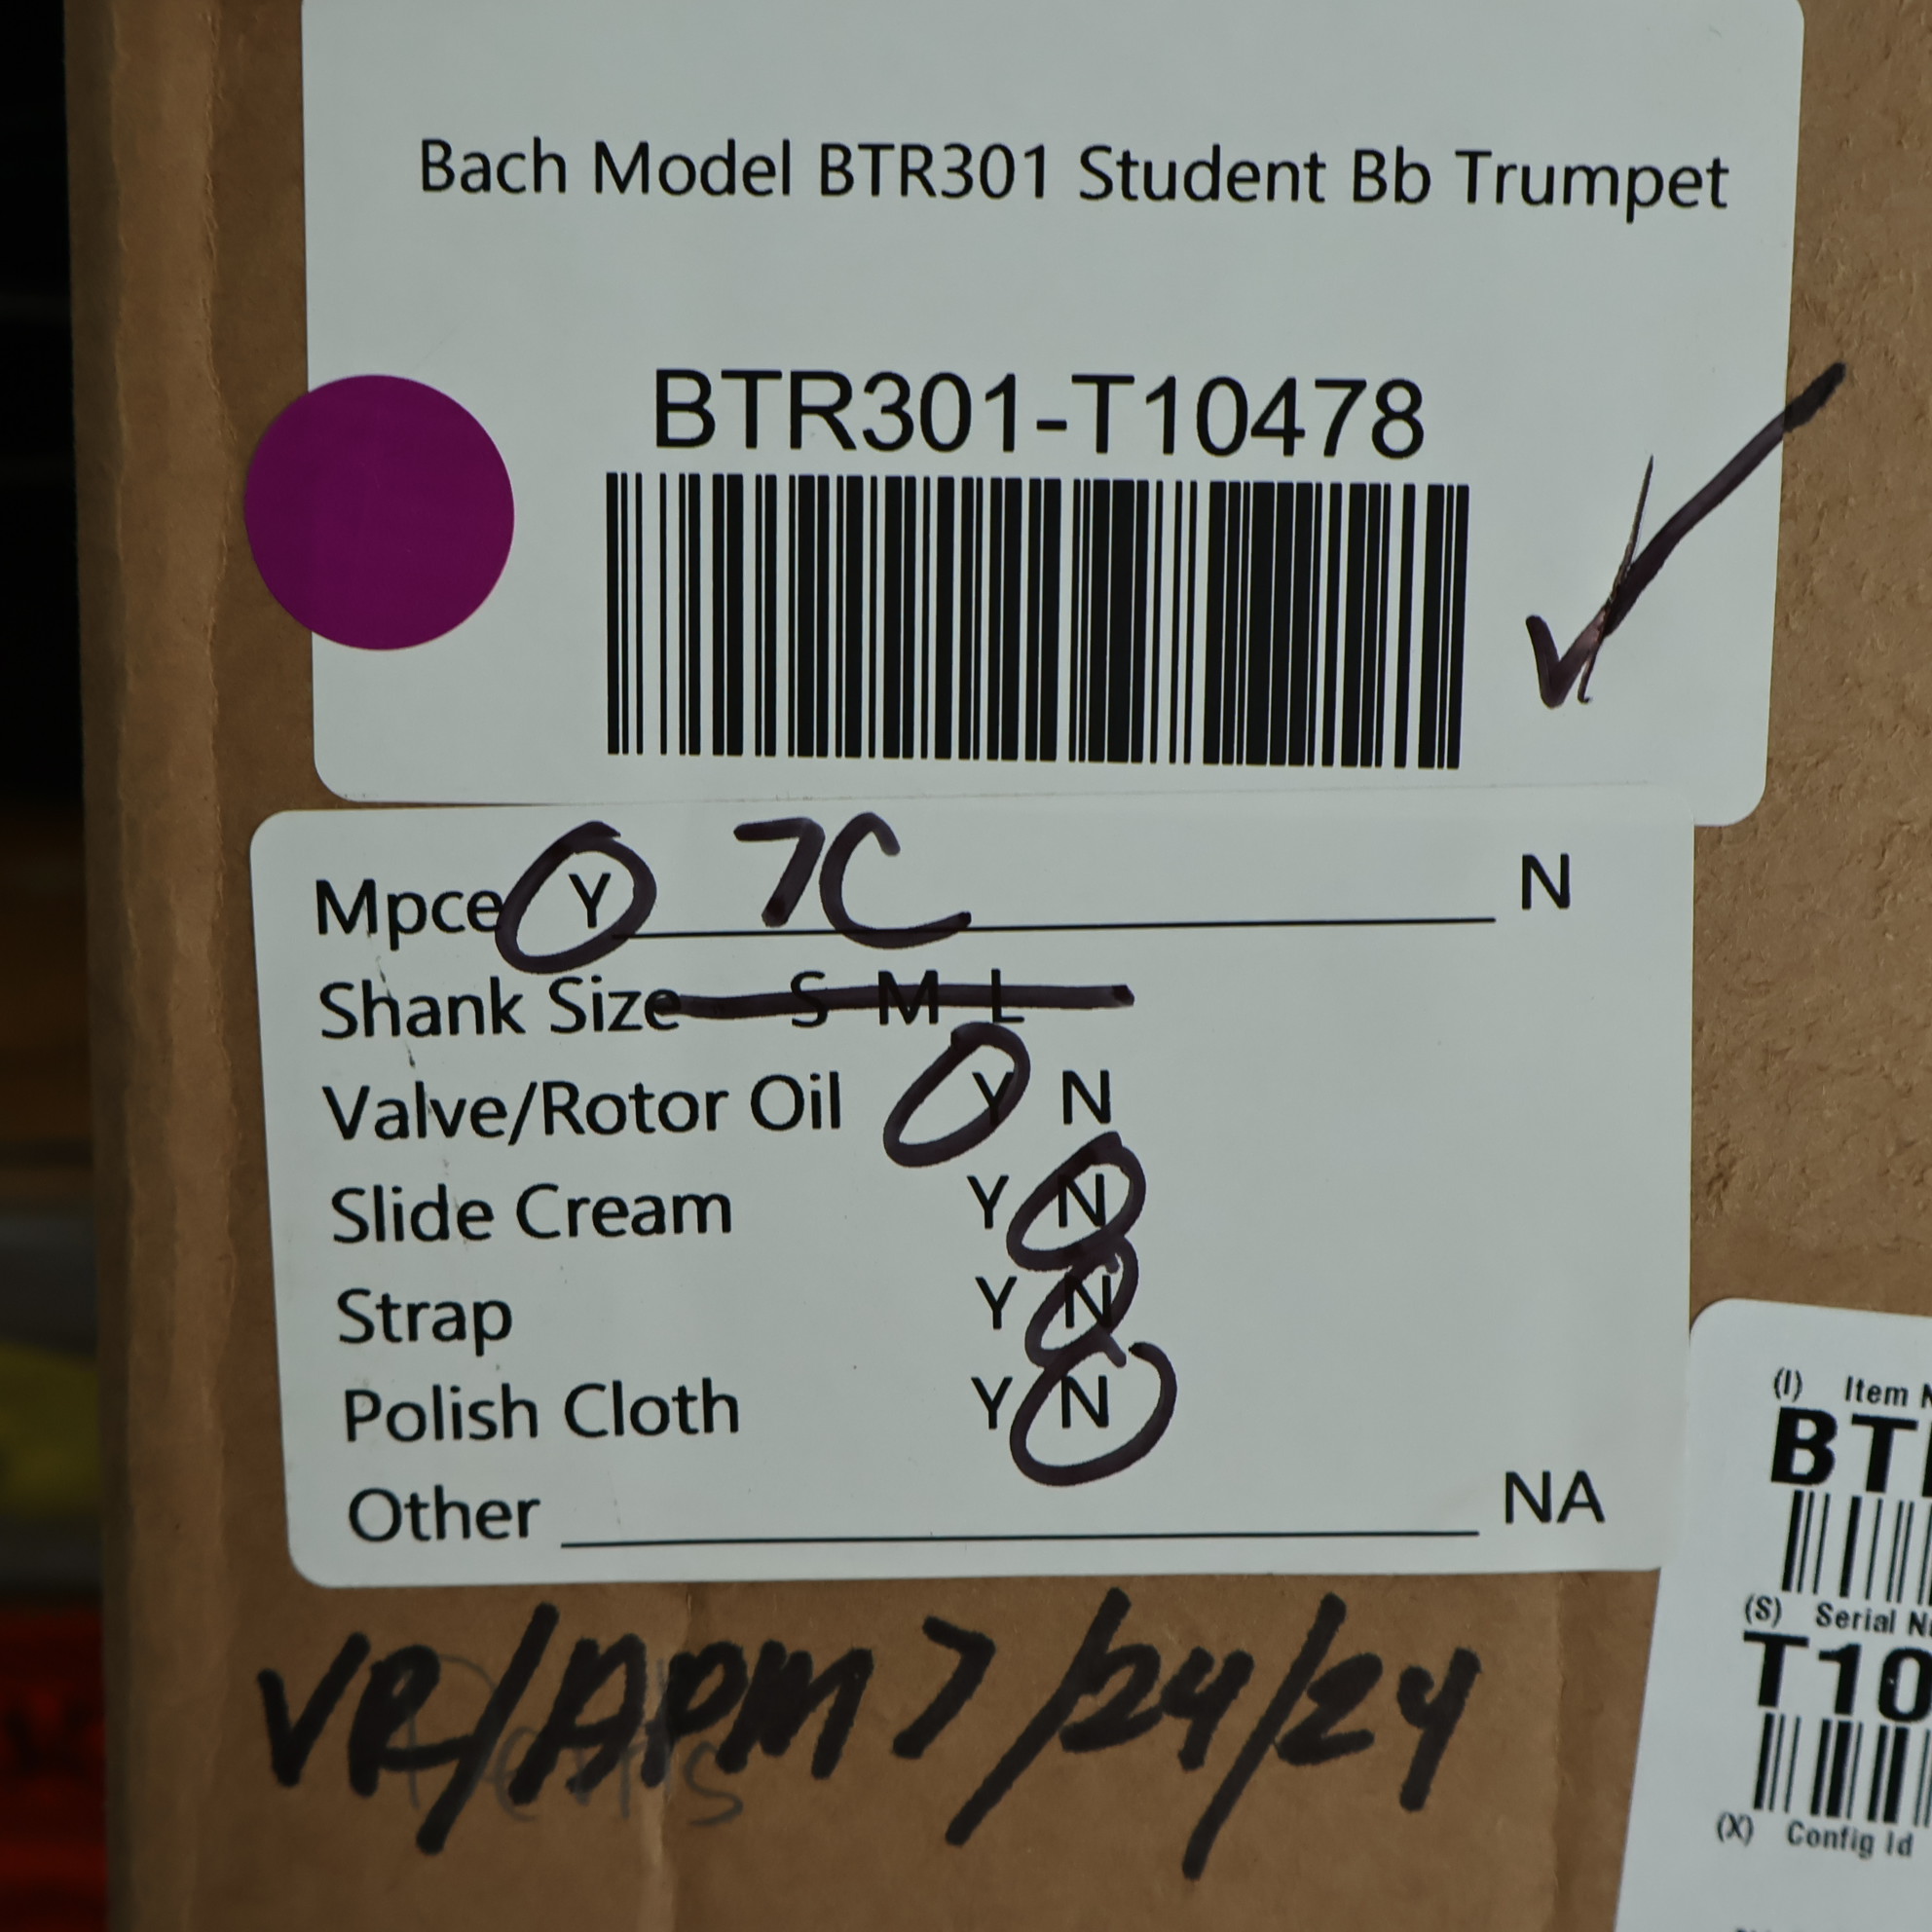 Bach Model BTR301 Student Bb Trumpet
BTR301-T10478
Mpce Y 7C N
Shank Size S M L
Valve/Rotor Oil Y N
Slide Cream Y N
Strap Y N
Polish Cloth Y N
Other NA
VR/APM 7/24/24
(I) Item
(S) Serial
T10
(X) Config Id